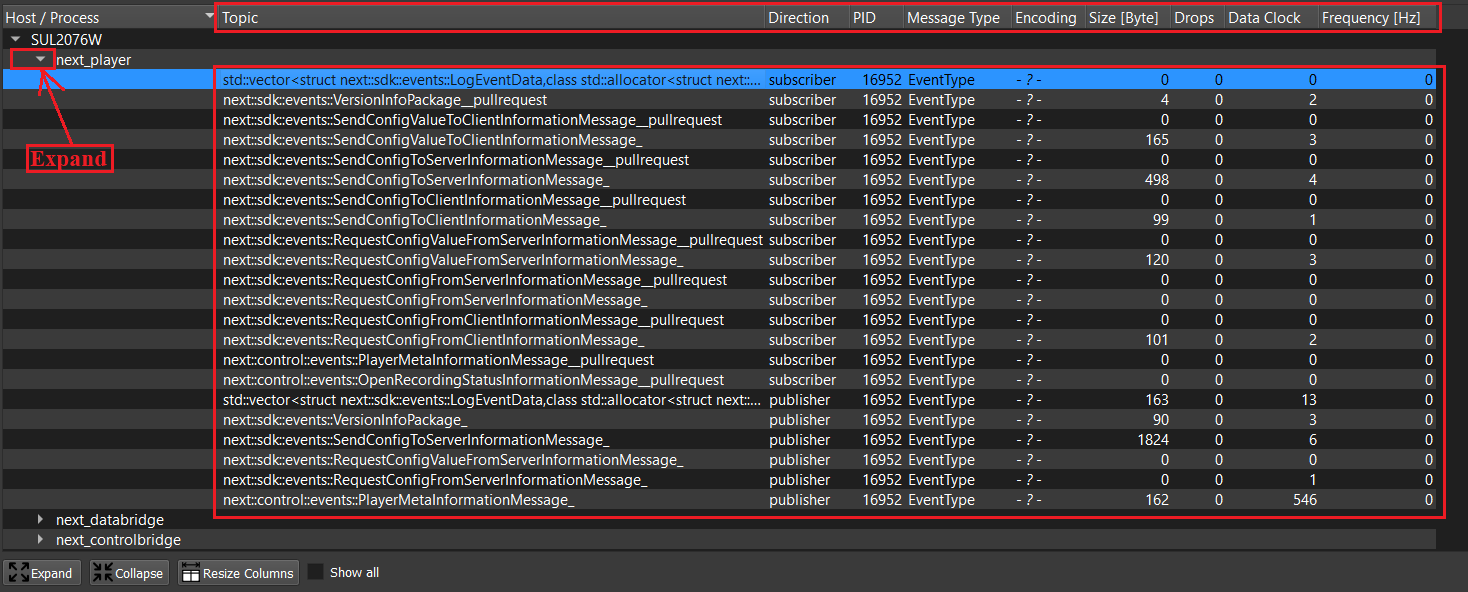 Host / Process Topic Direction PID Message Type Encoding Size [Byte] Drops Data Clock Frequency [Hz]
SUL2076W
next_player
std::vector<struct next::sdk::events::LogEventData,class std::allocator<struct next::... subscriber 16952 EventType - ? - 0 0 0 0
next::sdk::events::VersionInfoPackage__pullrequest subscriber 16952 EventType - ? - 4 0 2 0
next::sdk::events::SendConfigValueToClientInformationMessage__pullrequest subscriber 16952 EventType - ? - 0 0 0 0
next::sdk::events::SendConfigValueToClientInformationMessage_ subscriber 16952 EventType - ? - 165 0 3 0
Expand
next::sdk::events::SendConfigToServerInformationMessage__pullrequest subscriber 16952 EventType - ? - 0 0 0 0
next::sdk::events::SendConfigToServerInformationMessage_ subscriber 16952 EventType - ? - 498 0 4 0
next::sdk::events::SendConfigToClientInformationMessage__pullrequest subscriber 16952 EventType - ? - 0 0 0 0
next::sdk::events::SendConfigToClientInformationMessage_ subscriber 16952 EventType - ? - 99 0 1 0
next::sdk::events::RequestConfigValueFromServerInformationMessage__pullrequest subscriber 16952 EventType - ? - 0 0 0 0
next::sdk::events::RequestConfigValueFromServerInformationMessage_ subscriber 16952 EventType - ? - 120 0 3 0
next::sdk::events::RequestConfigFromServerInformationMessage__pullrequest subscriber 16952 EventType - ? - 0 0 0 0
next::sdk::events::RequestConfigFromServerInformationMessage_ subscriber 16952 EventType - ? - 0 0 0 0
next::sdk::events::RequestConfigFromClientInformationMessage__pullrequest subscriber 16952 EventType - ? - 0 0 0 0
next::sdk::events::RequestConfigFromClientInformationMessage_ subscriber 16952 EventType - ? - 101 0 2 0
next::control::events::PlayerMetaInformationMessage__pullrequest subscriber 16952 EventType - ? - 0 0 0 0
next::control::events::OpenRecordingStatusInformationMessage__pullrequest subscriber 16952 EventType - ? - 0 0 0 0
std::vector<struct next::sdk::events::LogEventData,class std::allocator<struct next::... publisher 16952 EventType - ? - 163 0 13 0
next::sdk::events::VersionInfoPackage_ publisher 16952 EventType - ? - 90 0 3 0
next::sdk::events::SendConfigToServerInformationMessage_ publisher 16952 EventType - ? - 1824 0 6 0
next::sdk::events::RequestConfigValueFromServerInformationMessage_ publisher 16952 EventType - ? - 0 0 0 0
next::sdk::events::RequestConfigFromServerInformationMessage_ publisher 16952 EventType - ? - 0 0 1 0
next::control::events::PlayerMetaInformationMessage_ publisher 16952 EventType - ? - 162 0 546 0
next_databridge
next_controlbridge
Expand Collapse Resize Columns Show all